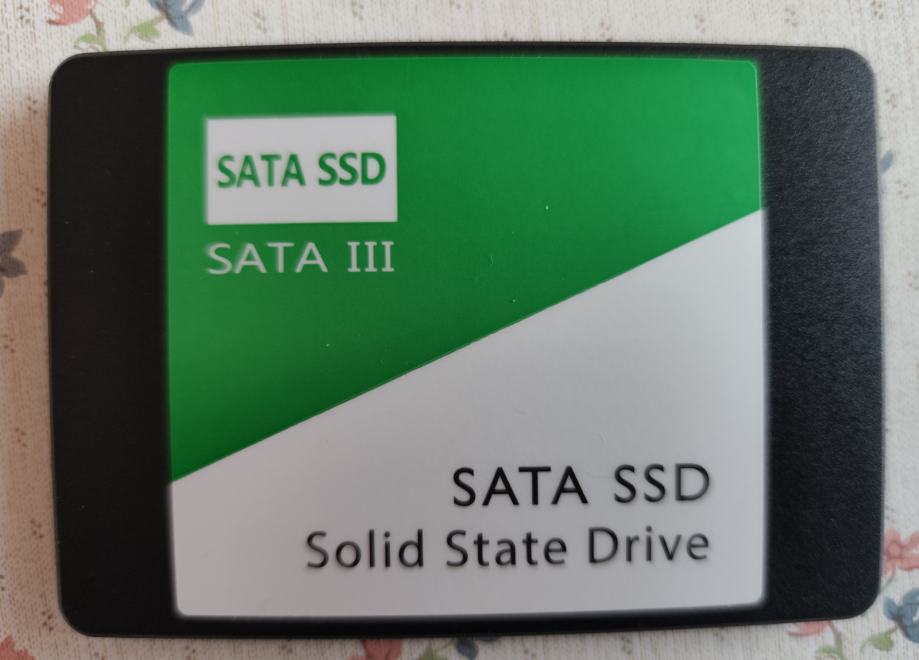 SATA SSD
SATA III
SATA SSD
Solid State Drive